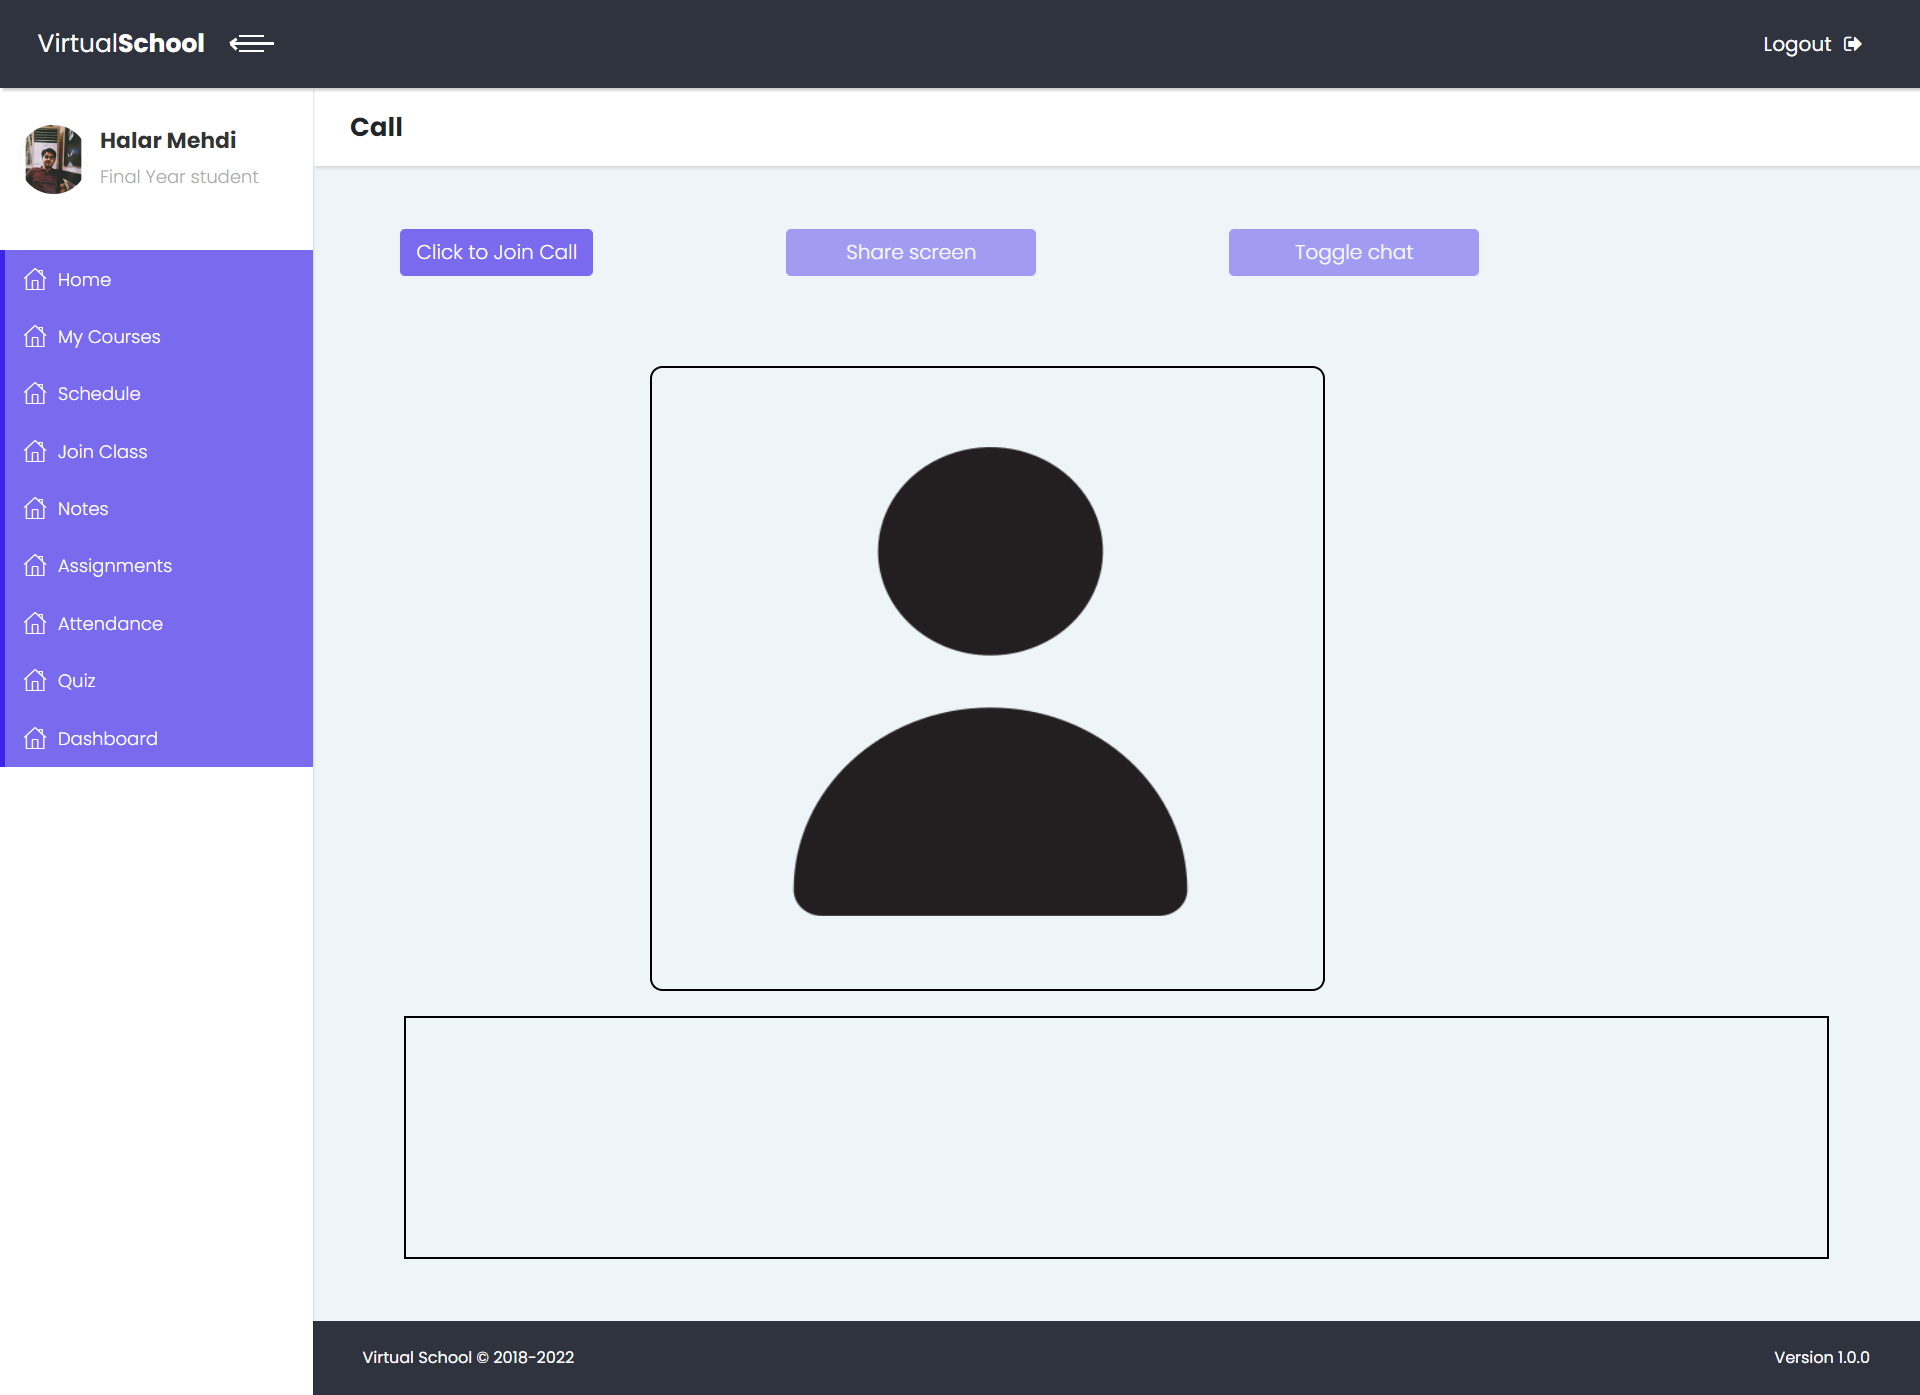 VirtualSchool
Logout
Halar Mehdi
Final Year student
Home
My Courses
Schedule
Join Class
Notes
Assignments
Attendance
Quiz
Dashboard
Call
Click to Join Call
Share screen
Toggle chat
Virtual School © 2018-2022
Version 1.0.0